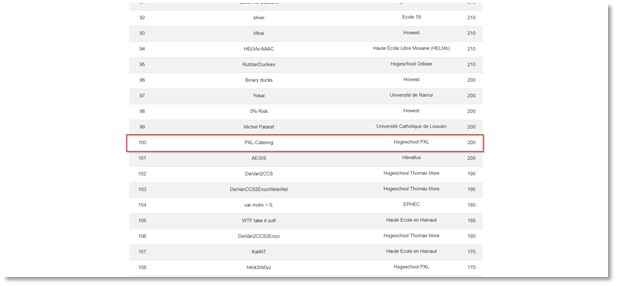 92 sliver Ecole 19 210
93 Mirai Howest 210
94 HELMo AAAC Haute École Libre Mosane (HELMo) 210
95 RubberDuckies Hogeschool Odisee 210
96 Binary ducks Howest 200
97 Yokai Université de Namur 200
98 0% Risk Howest 200
99 Michel Palaref Université Catholique de Louvain 200
100 PXL-Catering Hogeschool PXL 200
101 AEGIS Hénallux 200
102 DeVan2CCS Hogeschool Thomas More 190
103 DeVanCCS2EnzoWeteWel Hogeschool Thomas More 190
104 var motiv = 0; EPHEC 180
105 WTF take it out! Haute Ecole en Hainaut 180
106 DeVan2CCS2Enzo Hogeschool Thomas More 180
107 KaliNT Haute Ecole en Hainaut 170
108 h4ck3rb0yz Hogeschool PXL 170